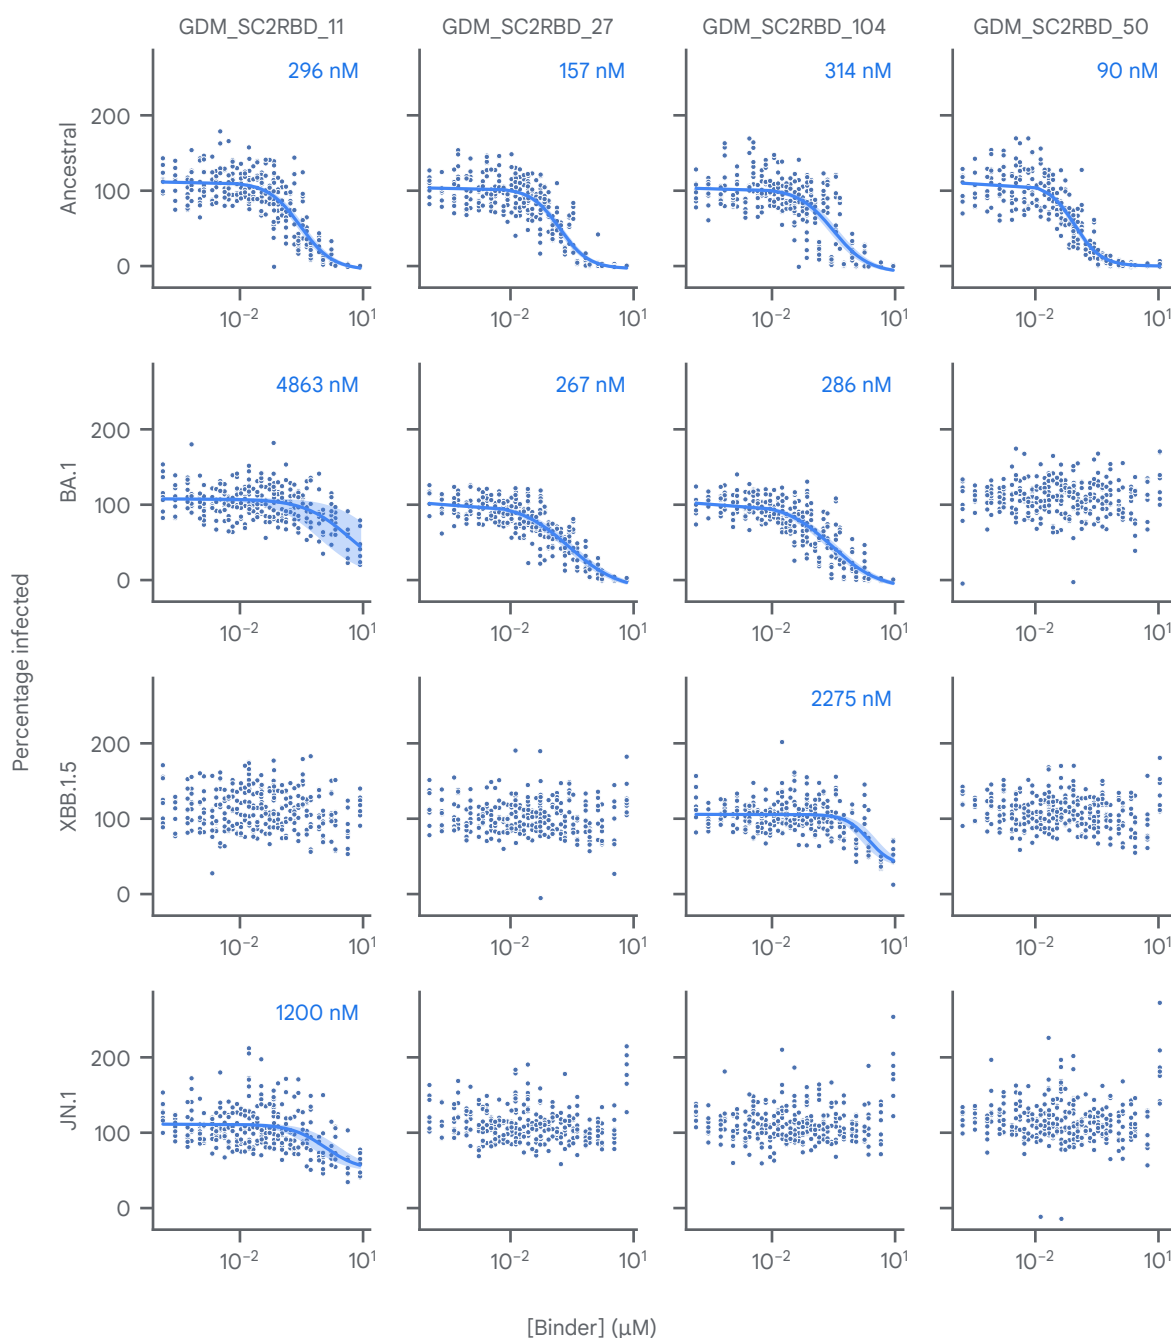 GDM_SC2RBD_11 GDM_SC2RBD_27 GDM_SC2RBD_104 GDM_SC2RBD_50
296 nM 157 nM 314 nM 90 nM
200
Ancestral
100
0
10⁻² 10¹ 10⁻² 10¹ 10⁻² 10¹ 10⁻² 10¹
4863 nM 267 nM 286 nM
200
BA.1
100
0
10⁻² 10¹ 10⁻² 10¹ 10⁻² 10¹ 10⁻² 10¹
Percentage infected
2275 nM
200
XBB.1.5
100
0
10⁻² 10¹ 10⁻² 10¹ 10⁻² 10¹ 10⁻² 10¹
1200 nM
200
JN.1
100
0
10⁻² 10¹ 10⁻² 10¹ 10⁻² 10¹ 10⁻² 10¹
[Binder] (μM)